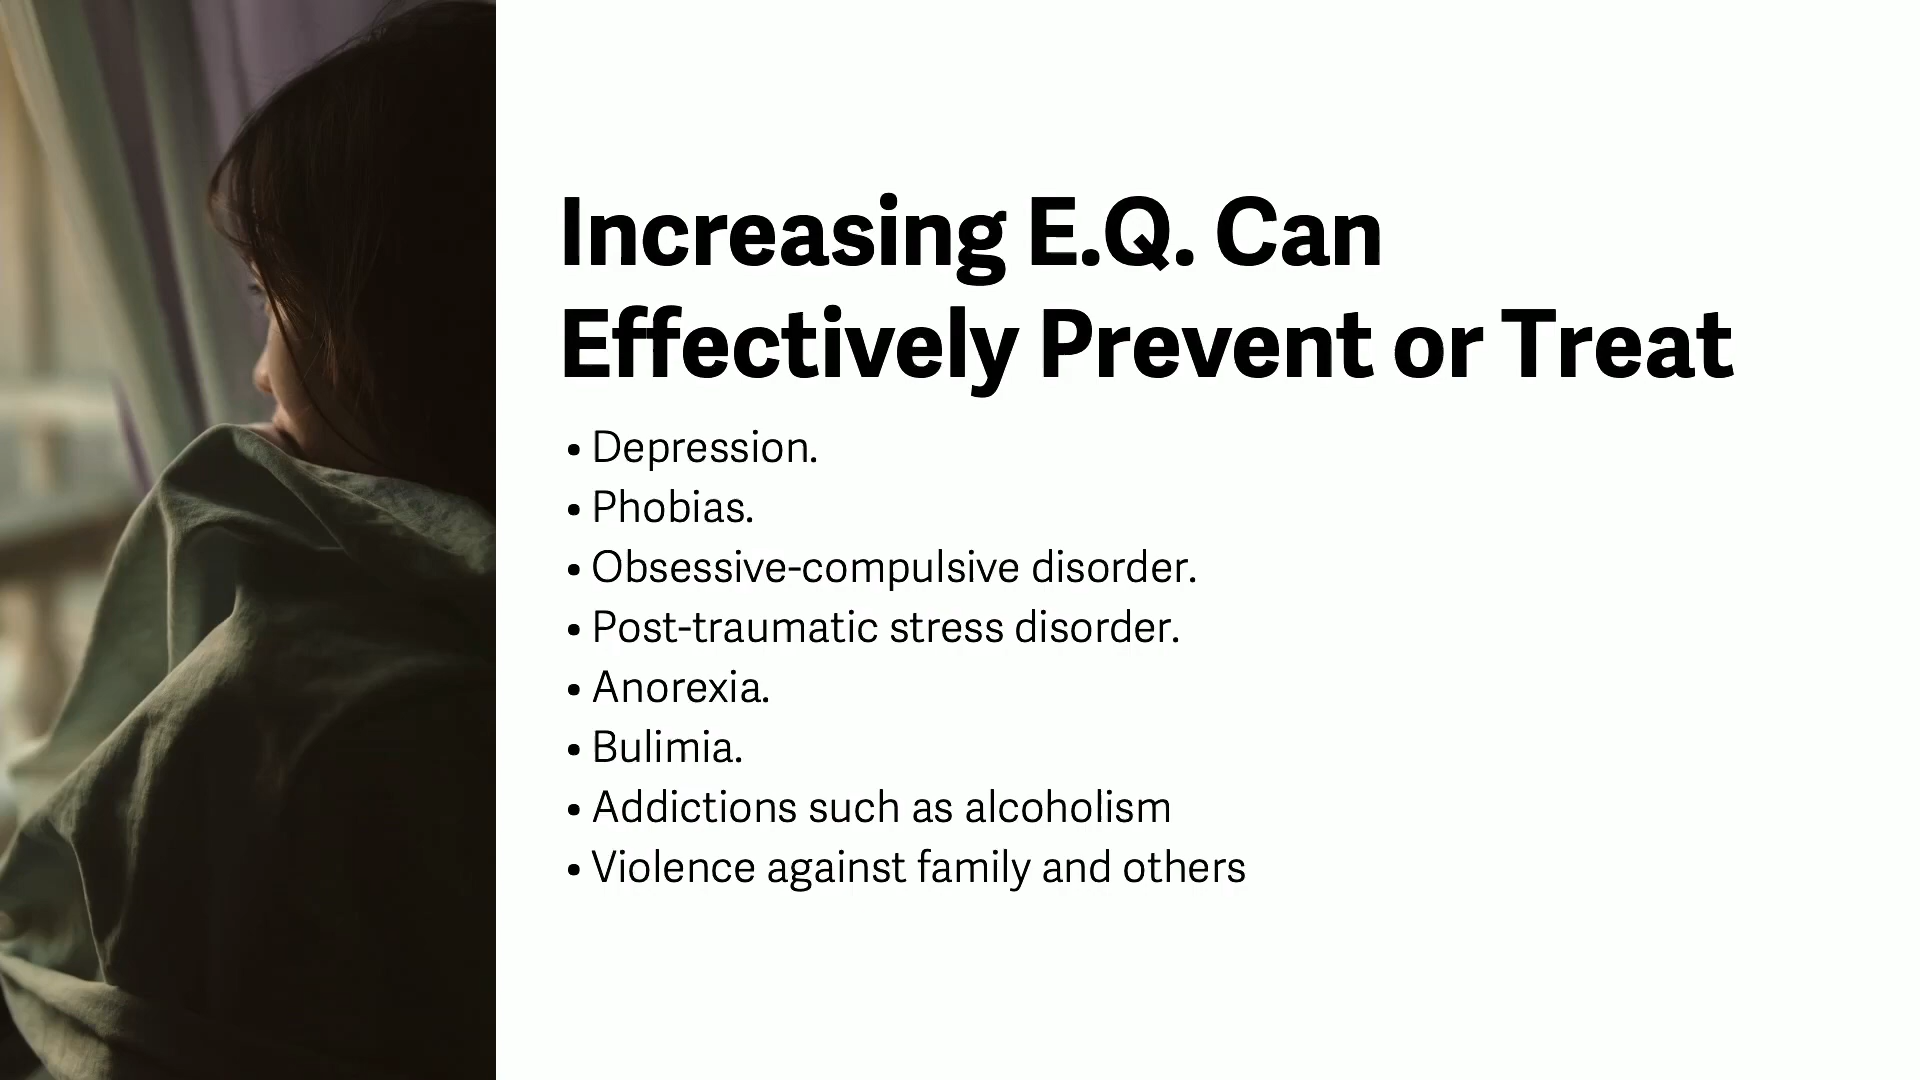 Increasing E.Q. Can
Effectively Prevent or Treat
• Depression.
• Phobias.
• Obsessive-compulsive disorder.
• Post-traumatic stress disorder.
• Anorexia.
• Bulimia.
• Addictions such as alcoholism
• Violence against family and others